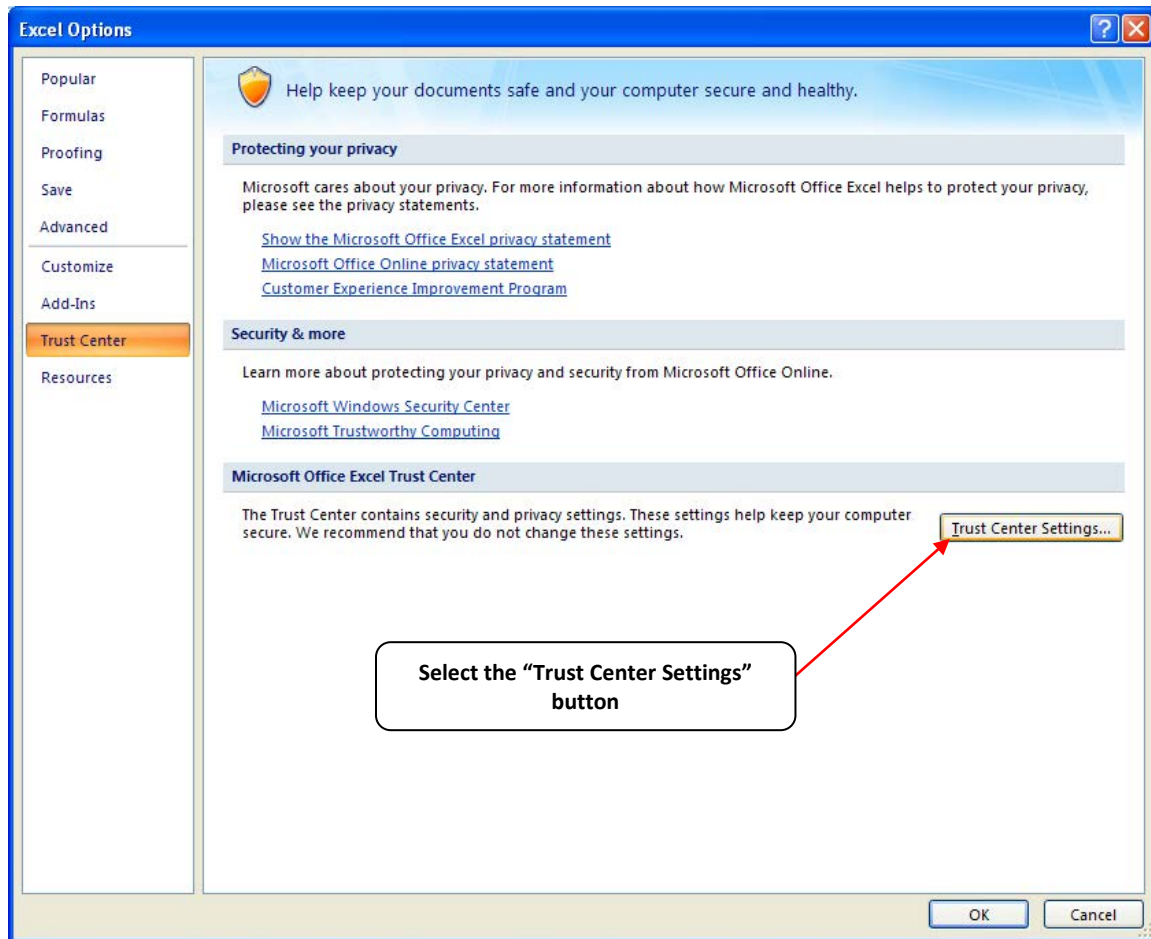 Excel Options
Popular
Formulas
Proofing
Save
Advanced
Customize
Add-Ins
Trust Center
Resources
Help keep your documents safe and your computer secure and healthy.
Protecting your privacy
Microsoft cares about your privacy. For more information about how Microsoft Office Excel helps to protect your privacy,
please see the privacy statements.
Show the Microsoft Office Excel privacy statement
Microsoft Office Online privacy statement
Customer Experience Improvement Program
Security & more
Learn more about protecting your privacy and security from Microsoft Office Online.
Microsoft Windows Security Center
Microsoft Trustworthy Computing
Microsoft Office Excel Trust Center
The Trust Center contains security and privacy settings. These settings help keep your computer
secure. We recommend that you do not change these settings.
Trust Center Settings...
Select the “Trust Center Settings”
button
OK
Cancel